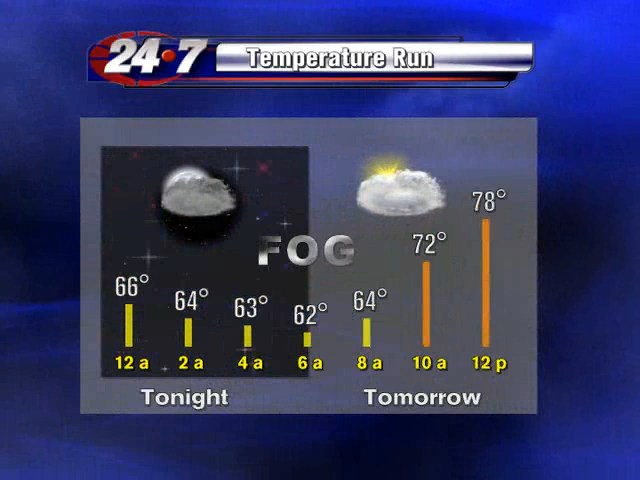 24·7 Temperature Run
78°
72°
FOG
66° 64° 63° 62° 64°
12 a 2 a 4 a 6 a 8 a 10 a 12 p
Tonight Tomorrow